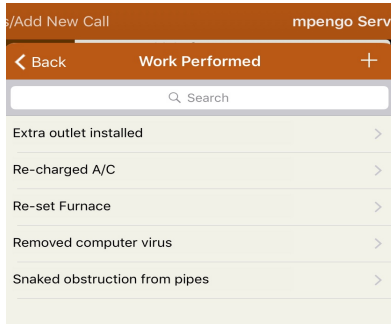 s/Add New Call mpengo Serv
Back Work Performed +
Search
Extra outlet installed
Re-charged A/C
Re-set Furnace
Removed computer virus
Snaked obstruction from pipes